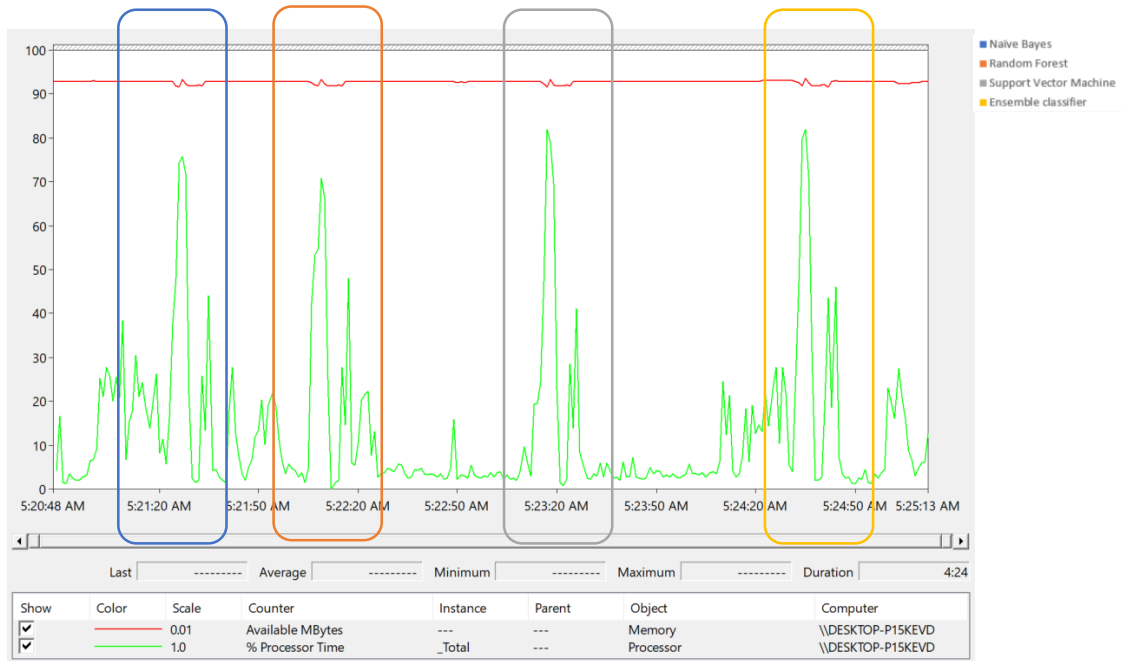 Naïve Bayes
Random Forest
Support Vector Machine
Ensemble classifier
100
90
80
70
60
50
40
30
20
10
0
5:20:48 AM 5:21:20 AM 5:21:50 AM 5:22:20 AM 5:22:50 AM 5:23:20 AM 5:23:50 AM 5:24:20 AM 5:24:50 AM 5:25:13 AM
Last --------- Average --------- Minimum --------- Maximum --------- Duration 4:24
Show Color Scale Counter Instance Parent Object Computer
0.01 Available MBytes --- --- Memory \\DESKTOP-P15KEVD
1.0 % Processor Time _Total --- Processor \\DESKTOP-P15KEVD